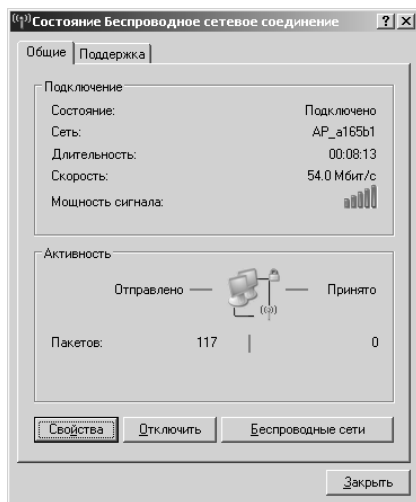 Состояние Беспроводное сетевое соединение
Общие Поддержка
Подключение
Состояние: Подключено
Сеть: AP_a165b1
Длительность: 00:08:13
Скорость: 54.0 Мбит/с
Мощность сигнала:
Активность
Отправлено Принято
Пакетов: 117 0
Свойства Отключить Беспроводные сети
Закрыть